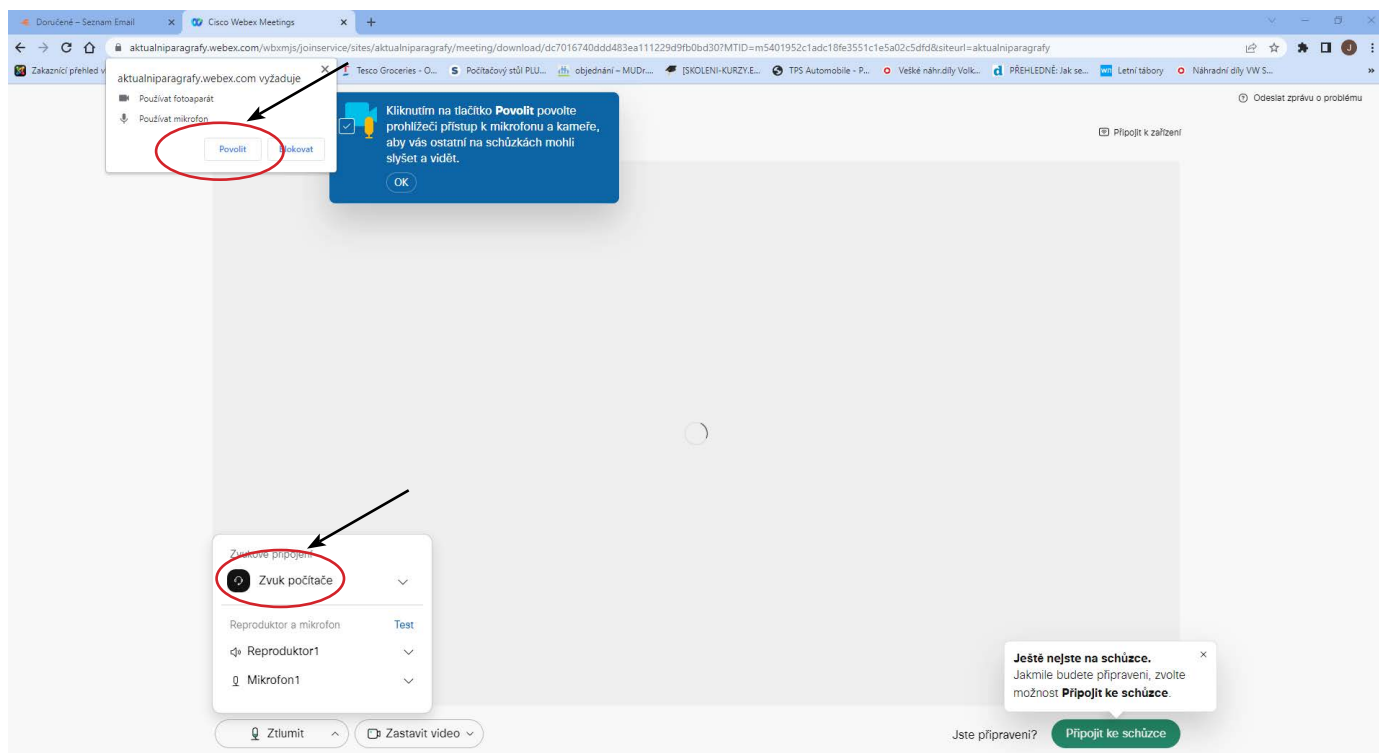 Doručené – Seznam Email
Cisco Webex Meetings
aktualniparagrafy.webex.com/wbxmjs/joinservice/sites/aktualniparagrafy/meeting/download/dc7016740ddd483ea111229d9fb0bd30?MTID=m5401952c1adc18fe3551c1e5a02c5dfd&siteurl=aktualniparagrafy
Zakaznící přehled v
Tesco Groceries - O...
Počítačový stůl PLU...
objednání – MUDr....
[SKOLENI-KURZY.E...
TPS Automobile - P...
Vešké náhr.díly Volk...
PŘEHLEDNĚ: Jak se...
Letní tábory
Náhradní díly VW S...
aktualniparagrafy.webex.com vyžaduje
Používat fotoaparát
Používat mikrofon
Povolit
Blokovat
Kliknutím na tlačítko Povolit povolte
prohlížeči přístup k mikrofonu a kameře,
aby vás ostatní na schůzkách mohli
slyšet a vidět.
OK
Odeslat zprávu o problému
Připojit k zařízení
Zvukové připojení
Zvuk počítače
Reproduktor a mikrofon
Test
Reproduktor1
Mikrofon1
Ještě nejste na schůzce.
Jakmile budete připraveni, zvolte
možnost Připojit ke schůzce.
Ztlumit
Zastavit video
Jste připraveni?
Připojit ke schůzce